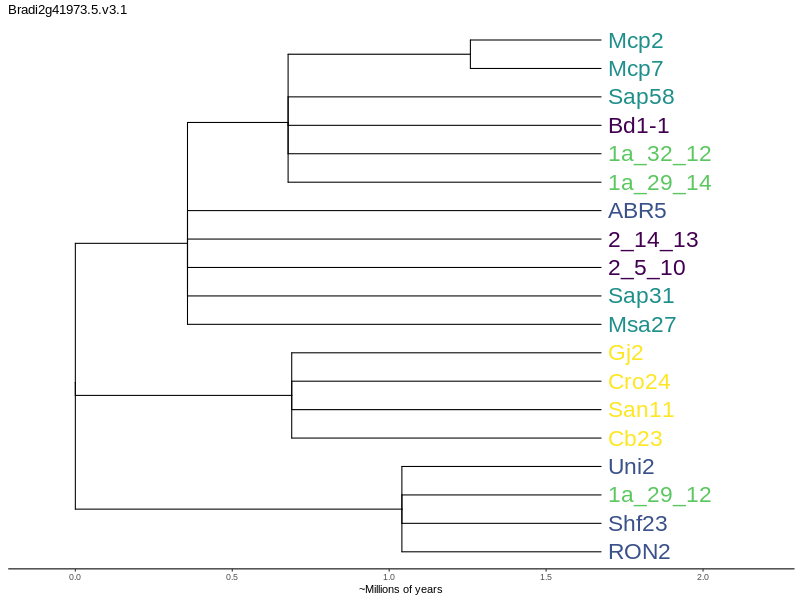 Bradi2g41973.5.v3.1
Mcp2
Mcp7
Sap58
Bd1-1
1a_32_12
1a_29_14
ABR5
2_14_13
2_5_10
Sap31
Msa27
Gj2
Cro24
San11
Cb23
Uni2
1a_29_12
Shf23
RON2
0.0 0.5 1.0 1.5 2.0
~Millions of years